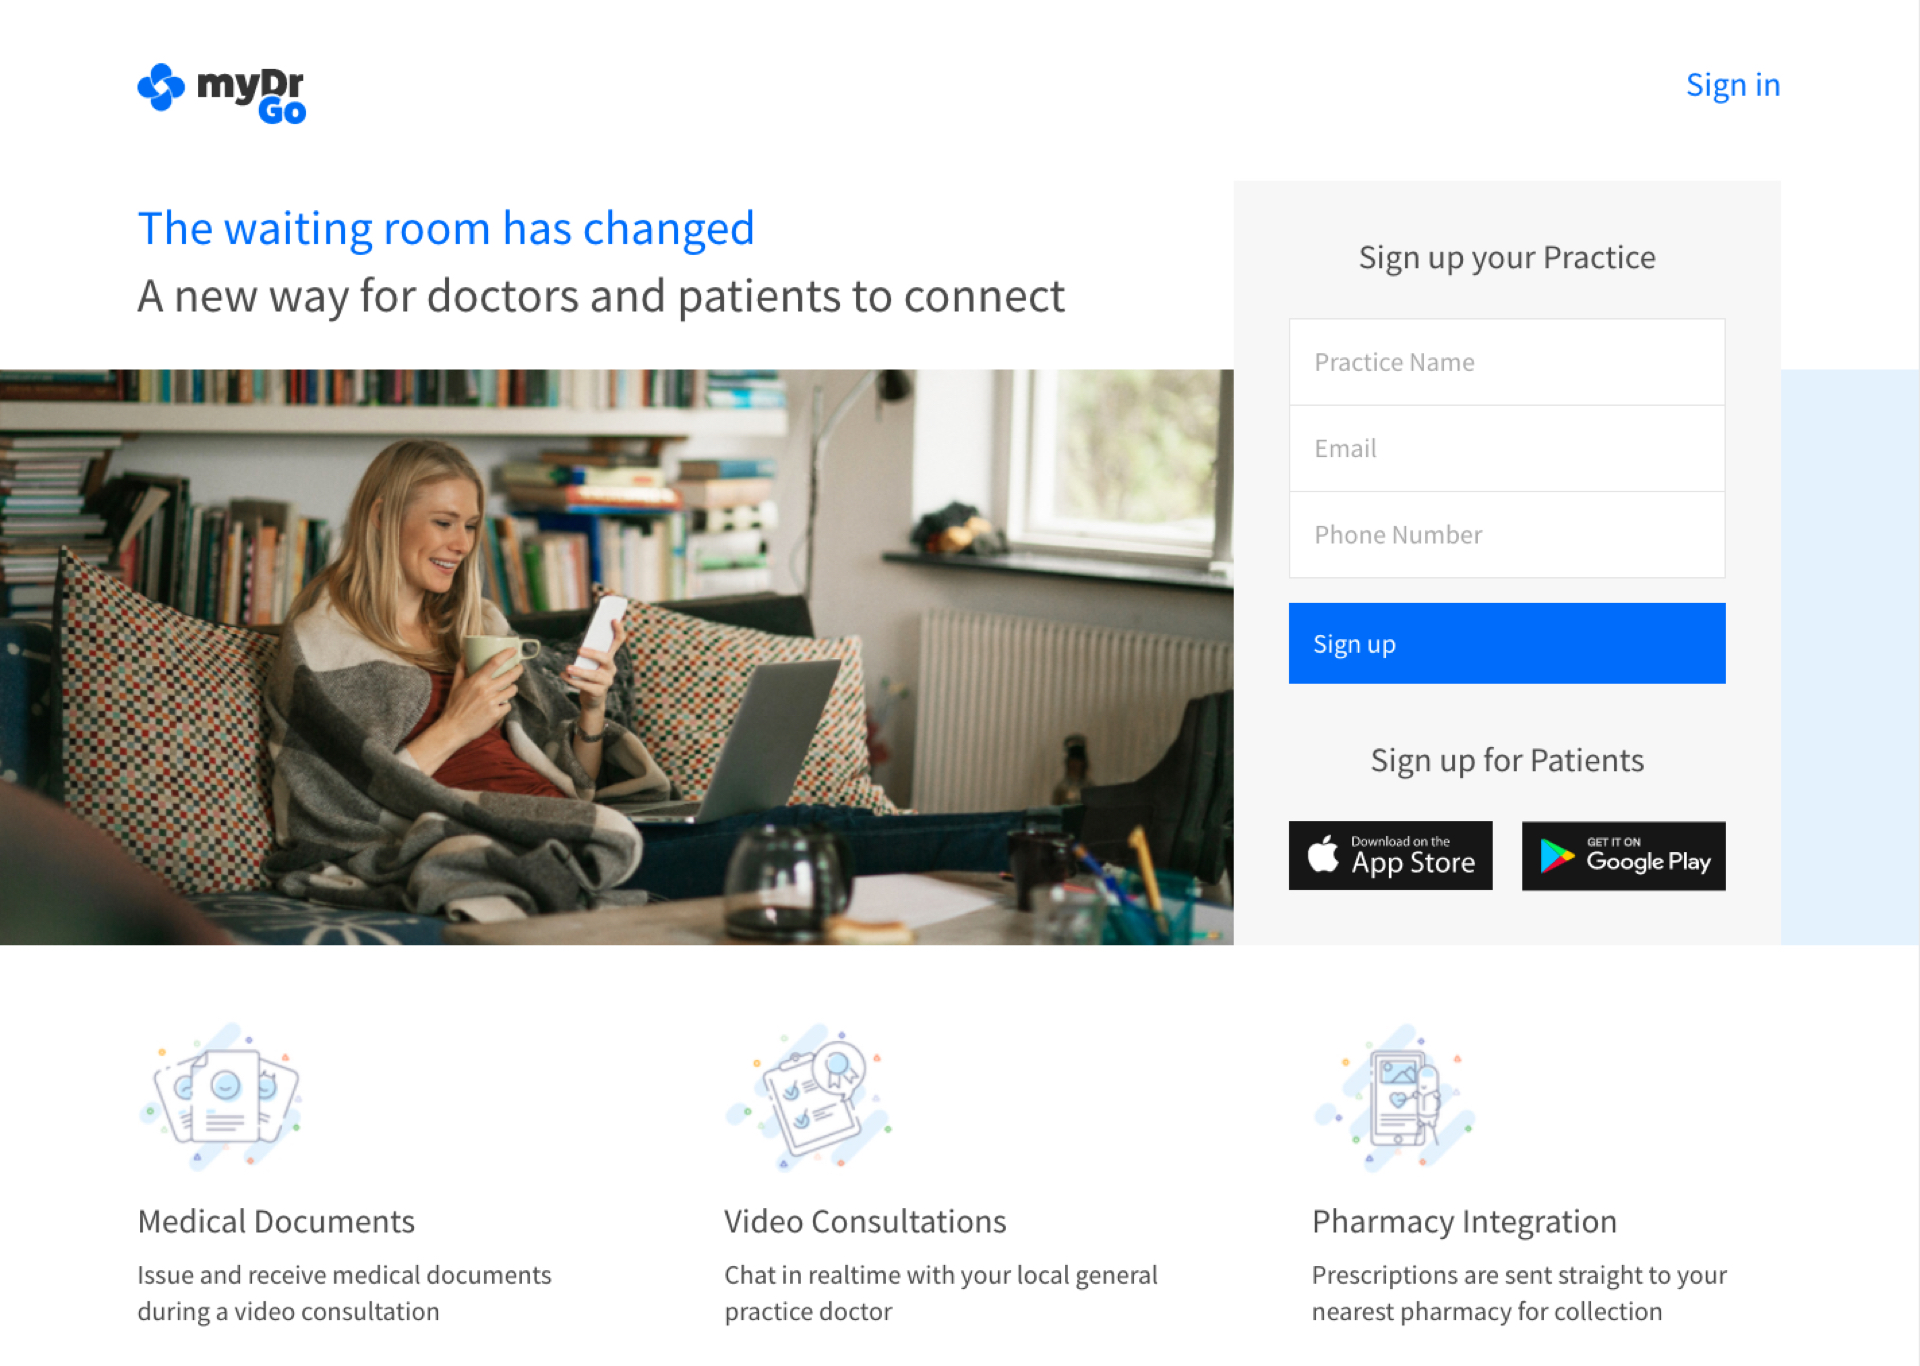 myDr
Go
Sign in
The waiting room has changed
A new way for doctors and patients to connect
Sign up your Practice
Practice Name
Email
Phone Number
Sign up
Sign up for Patients
Download on the
App Store
GET IT ON
Google Play
Medical Documents
Issue and receive medical documents
during a video consultation
Video Consultations
Chat in realtime with your local general
practice doctor
Pharmacy Integration
Prescriptions are sent straight to your
nearest pharmacy for collection